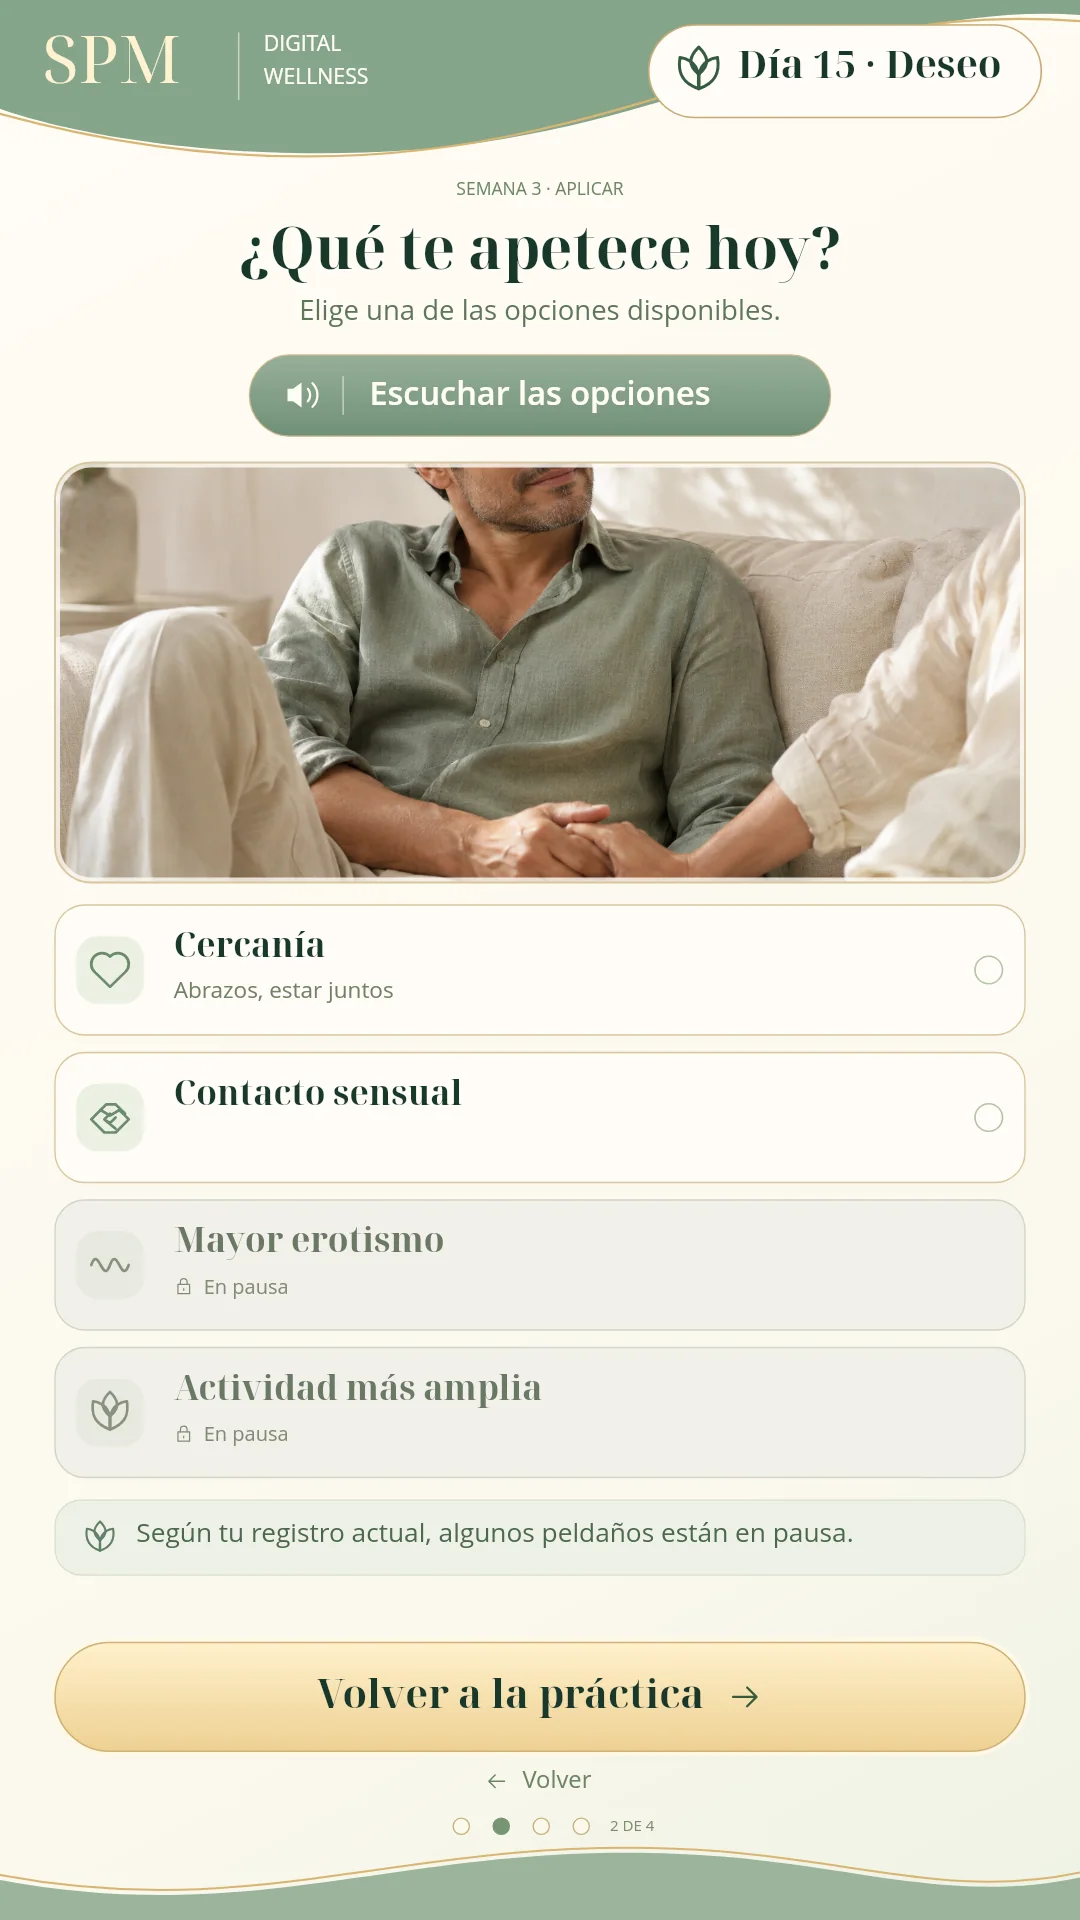 SPM
DIGITAL
WELLNESS
Día 15 · Deseo
SEMANA 3 · APLICAR
¿Qué te apetece hoy?
Elige una de las opciones disponibles.
Escuchar las opciones
Cercanía
Abrazos, estar juntos
Contacto sensual
Mayor erotismo
En pausa
Actividad más amplia
En pausa
Según tu registro actual, algunos peldaños están en pausa.
Volver a la práctica →
← Volver
2 DE 4